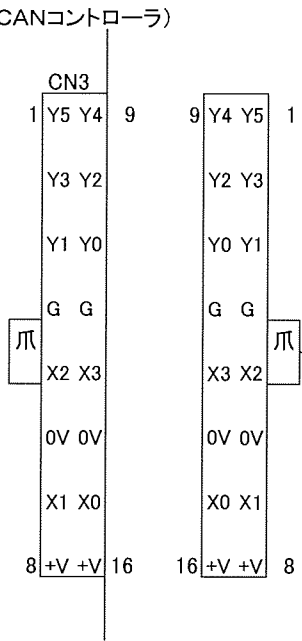 CANコントローラ)
CN3
1 Y5 Y4 9 9 Y4 Y5 1
Y3 Y2 Y2 Y3
Y1 Y0 Y0 Y1
G G G G
爪 爪
X2 X3 X3 X2
0V 0V 0V 0V
X1 X0 X0 X1
8 +V +V 16 16 +V +V 8